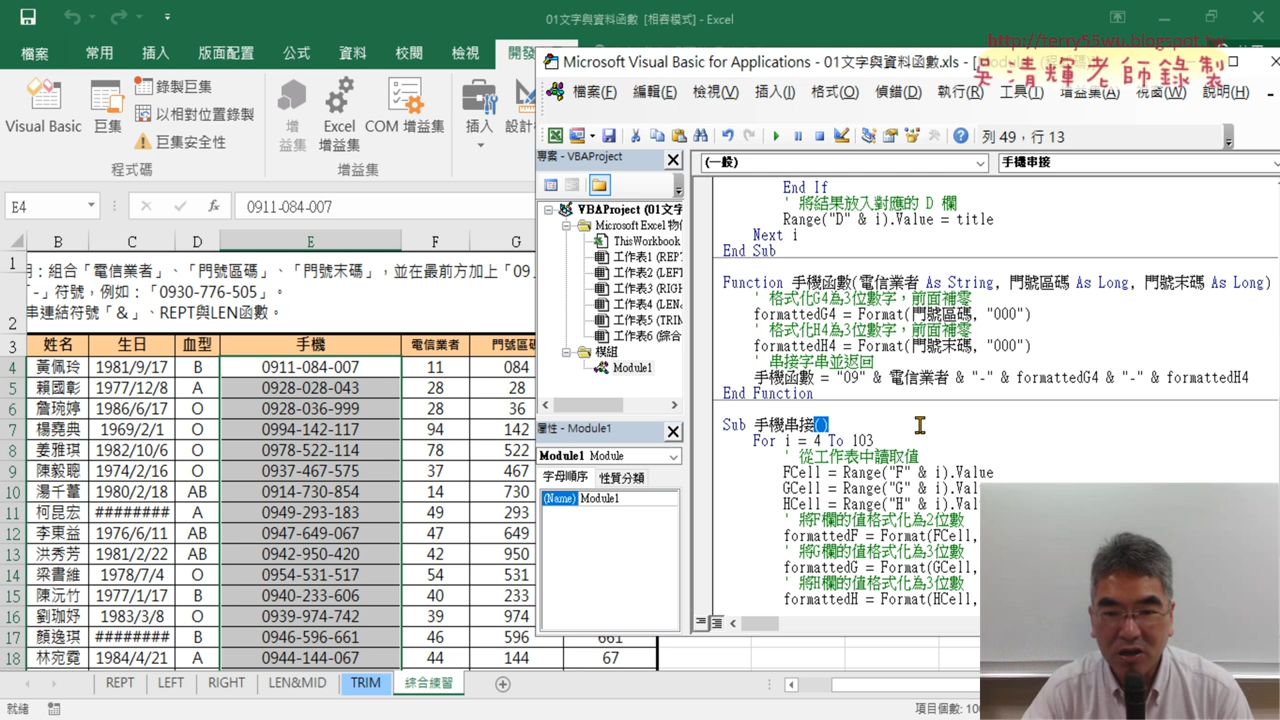 01文字與資料函數 [相容模式] - Excel
http://terry55wu.blogspot.tw
吳清輝老師錄製
檔案 常用 插入 版面配置 公式 資料 校閱 檢視
Visual Basic 巨集 錄製巨集 以相對位置錄製 巨集安全性
增益集 Excel 增益集 COM 增益集 插入
程式碼 增益集
E4 0911-084-007
B C D E F G
組合「電信業者」、「門號區碼」、「門號末碼」，並在最前方加上「09
「-」符號，例如：「0930-776-505」。
串連結符號「&」、REPT與LEN函數。
3 姓名 生日 血型 手機 電信業者
4 黃佩玲 1981/9/17 B 0911-084-007 11 084
5 賴國彰 1977/12/8 A 0928-028-043 28 28
6 詹琬婷 1986/6/17 O 0928-036-999 28 36
7 楊堯典 1969/2/1 O 0994-142-117 94 142
8 姜雅琪 1982/10/6 O 0978-522-114 78 522
9 陳毅聰 1974/2/16 O 0937-467-575 37 467
10 湯千薰 1980/2/18 AB 0914-730-854 14 730
11 柯昆宏 ######## A 0949-293-183 49 293
12 李東益 1976/6/11 AB 0947-649-067 47 649
13 洪秀芳 1981/2/22 AB 0942-950-420 42 950
14 梁書維 1978/7/4 O 0954-531-517 54 531
15 陳沅竹 1977/1/17 B 0940-233-606 40 233
16 劉珈妤 1983/3/8 O 0939-974-742 39 974
17 顏逸琪 ######## B 0946-596-661 46 596 661
18 林宛霓 1984/4/21 A 0944-144-067 44 144 67
REPT LEFT RIGHT LEN&MID TRIM 綜合練習
就緒
Microsoft Visual Basic for Applications - 01文字與資料函數.xls -
檔案(F) 編輯(E) 檢視(V) 插入(I) 格式(O) 偵錯(D) 執行(R) 工具(T) 增益集(A) 視窗(W) 說明(H)
列 49，行 13
專案 - VBAProject
VBAProject (01文字
Microsoft Excel 物
ThisWorkbook
工作表1 (REP
工作表2 (LEF
工作表3 (RIG
工作表4 (LEN
工作表5 (TRI
工作表6 (綜合
模組
Module1
屬性 - Module1
Module1 Module
字母順序 性質分類
(Name) Module1
(一般) 手機串接
End If
' 將結果放入對應的 D 欄
Range("D" & i).Value = title
Next i
End Sub
Function 手機函數(電信業者 As String, 門號區碼 As Long, 門號末碼 As Long)
' 格式化G4為3位數字，前面補零
formattedG4 = Format(門號區碼, "000")
' 格式化H4為3位數字，前面補零
formattedH4 = Format(門號末碼, "000")
' 串接字串並返回
手機函數 = "09" & 電信業者 & "-" & formattedG4 & "-" & formattedH4
End Function
Sub 手機串接()
For i = 4 To 103
' 從工作表中讀取值
FCell = Range("F" & i).Value
GCell = Range("G" & i).Val
HCell = Range("H" & i).Val
' 將F欄的值格式化為2位數
formattedF = Format(FCell,
' 將G欄的值格式化為3位數
formattedG = Format(GCell,
' 將H欄的值格式化為3位數
formattedH = Format(HCell,